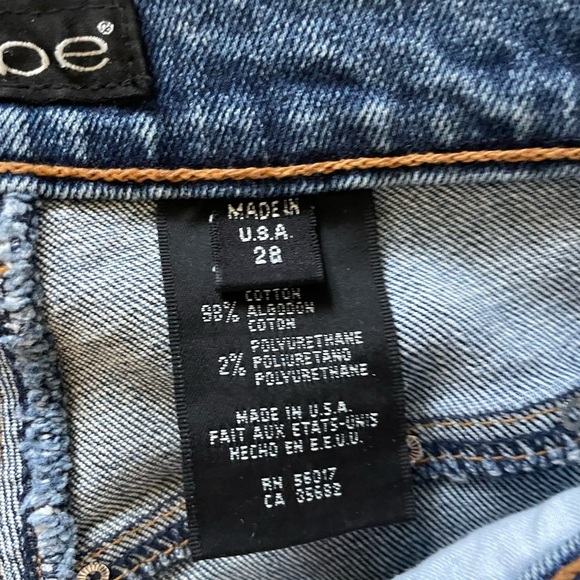 be®
MADE IN
U.S.A.
28
COTTON
98% ALGODON
COTON
POLYURETHANE
2% POLIURETANO
POLYURETHANE
MADE IN U.S.A.
FAIT AUX ETATS-UNIS
HECHO EN E.E.U.U.
RN 56017
CA 35682